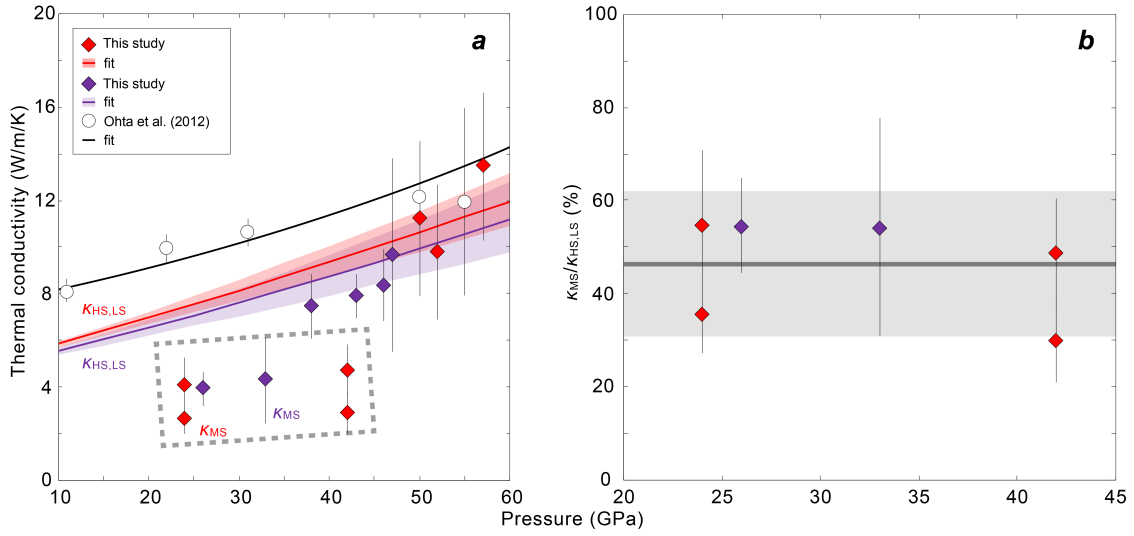 a
20
16
12
8
4
0
Thermal conductivity (W/m/K)
This study
fit
This study
fit
Ohta et al. (2012)
fit
κHS,LS
κHS,LS
κMS
κMS
10
20
30
40
50
60
b
100
80
60
40
20
0
κMS/κHS,LS (%)
20
25
30
35
40
45
Pressure (GPa)